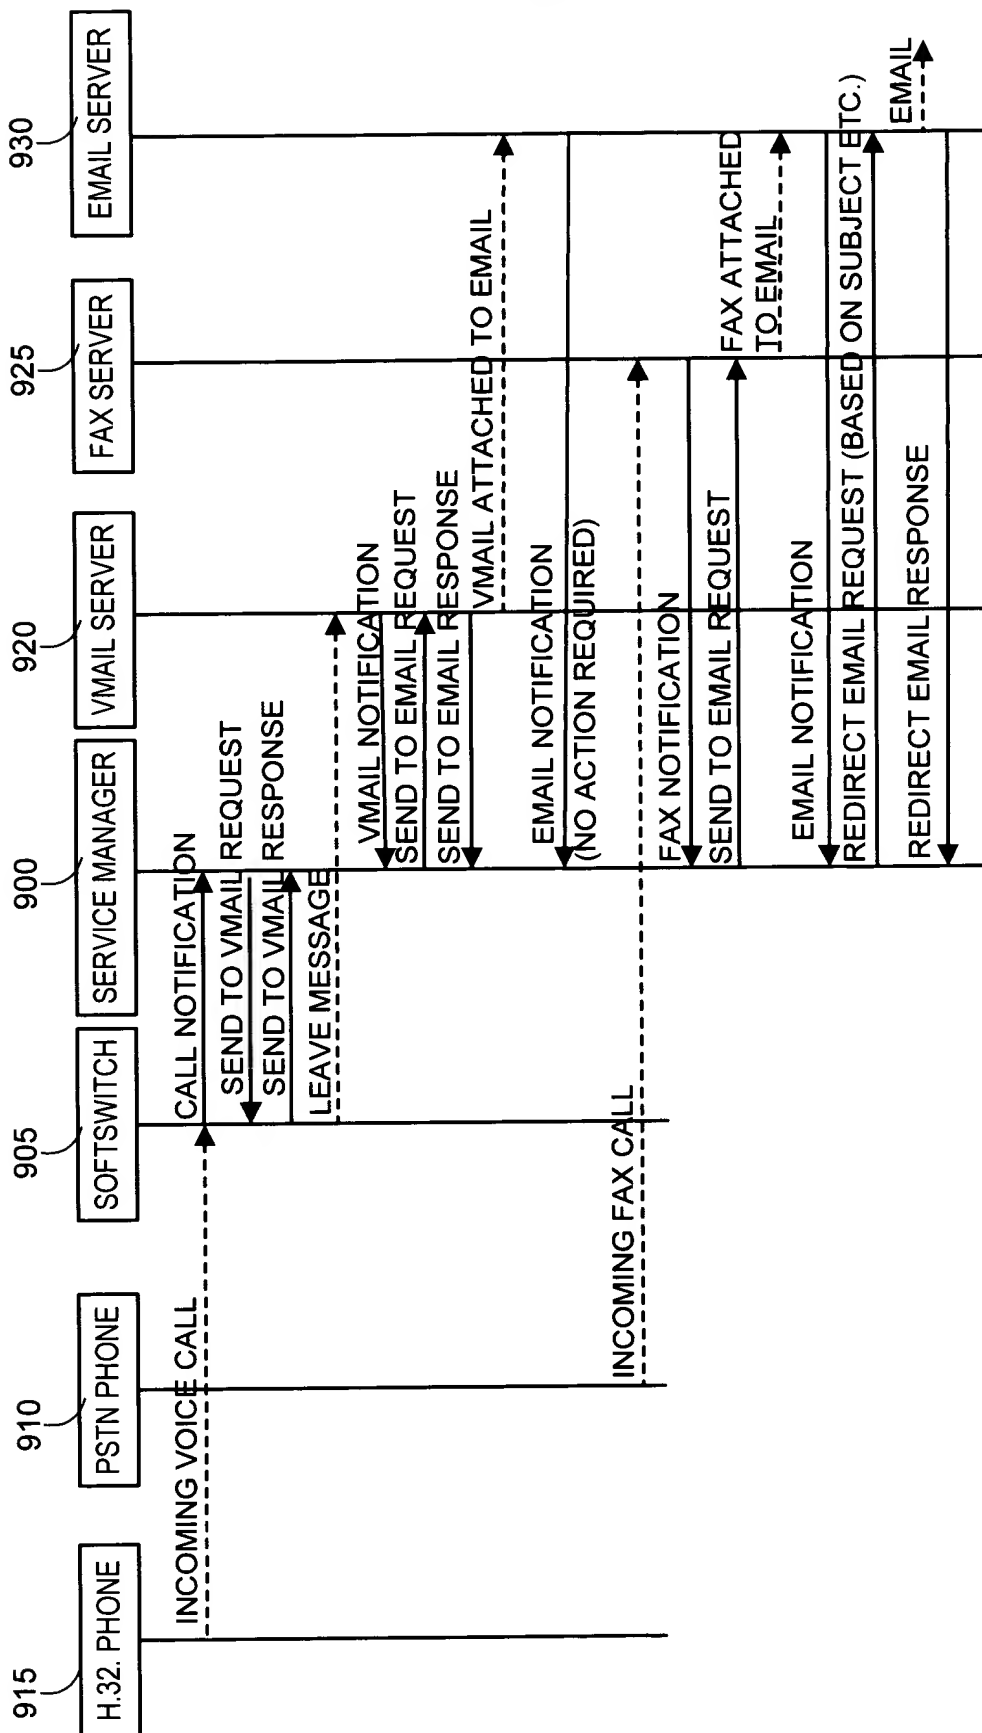 915
910
905
900
920
925
930
H.32. PHONE
PSTN PHONE
SOFTSWITCH
SERVICE MANAGER
VMAIL SERVER
FAX SERVER
EMAIL SERVER
INCOMING VOICE CALL
CALL NOTIFICATION
SEND TO VMAIL REQUEST
SEND TO VMAIL RESPONSE
LEAVE MESSAGE
VMAIL NOTIFICATION
SEND TO EMAIL REQUEST
SEND TO EMAIL RESPONSE
VMAIL ATTACHED TO EMAIL
EMAIL NOTIFICATION
(NO ACTION REQUIRED)
INCOMING FAX CALL
FAX NOTIFICATION
SEND TO EMAIL REQUEST
FAX ATTACHED
TO EMAIL
EMAIL NOTIFICATION
REDIRECT EMAIL REQUEST (BASED ON SUBJECT ETC.)
EMAIL
REDIRECT EMAIL RESPONSE